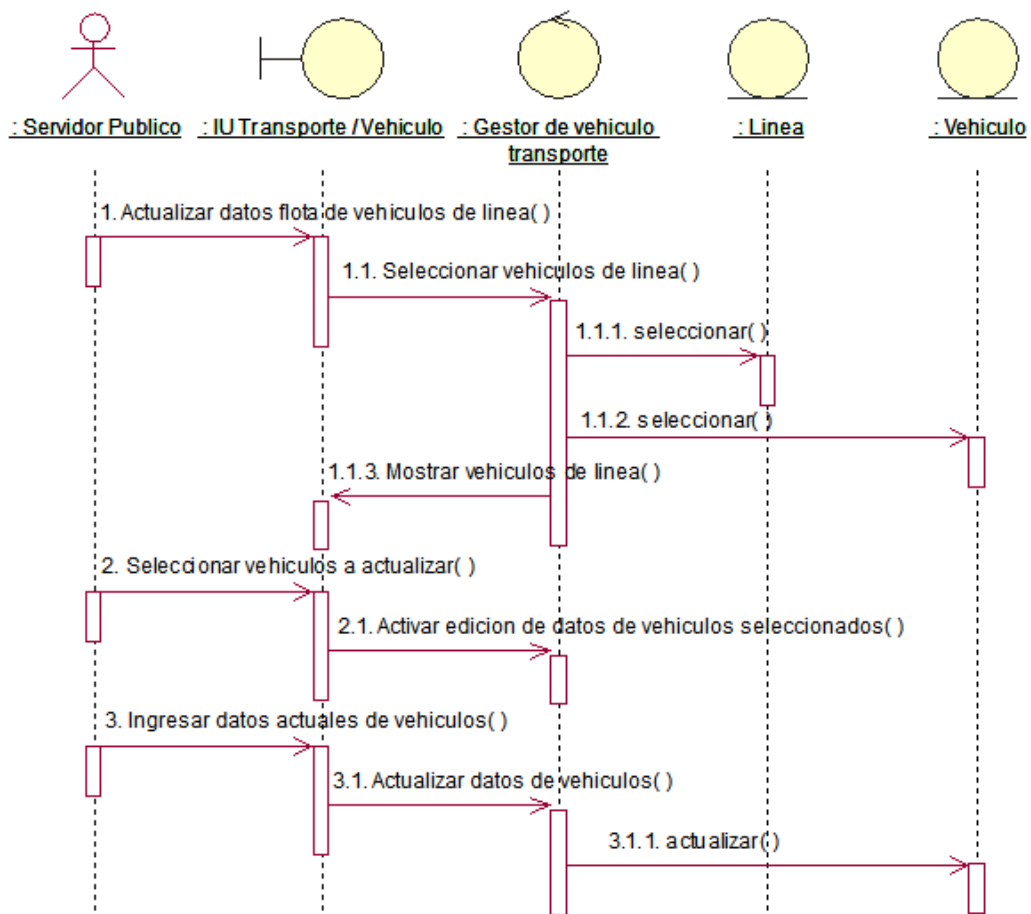 : Servidor Publico
: IU Transporte / Vehiculo
: Gestor de vehiculo
transporte
: Linea
: Vehiculo
1. Actualizar datos flota de vehiculos de linea( )
1.1. Seleccionar vehiculos de linea( )
1.1.1. seleccionar( )
1.1.2. seleccionar( )
1.1.3. Mostrar vehiculos de linea( )
2. Seleccionar vehiculos a actualizar( )
2.1. Activar edicion de datos de vehiculos seleccionados( )
3. Ingresar datos actuales de vehiculos( )
3.1. Actualizar datos de vehiculos( )
3.1.1. actualizar( )